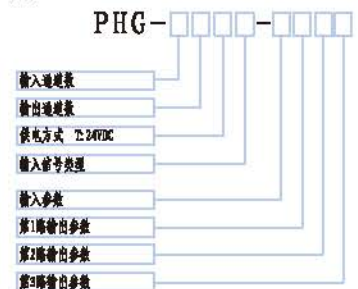 PHG-□□□□-□□□□
输入通道数
输出通道数
供电方式 T:24VDC
输入信号类型
输入参数
第1路输出参数
第2路输出参数
第3路输出参数